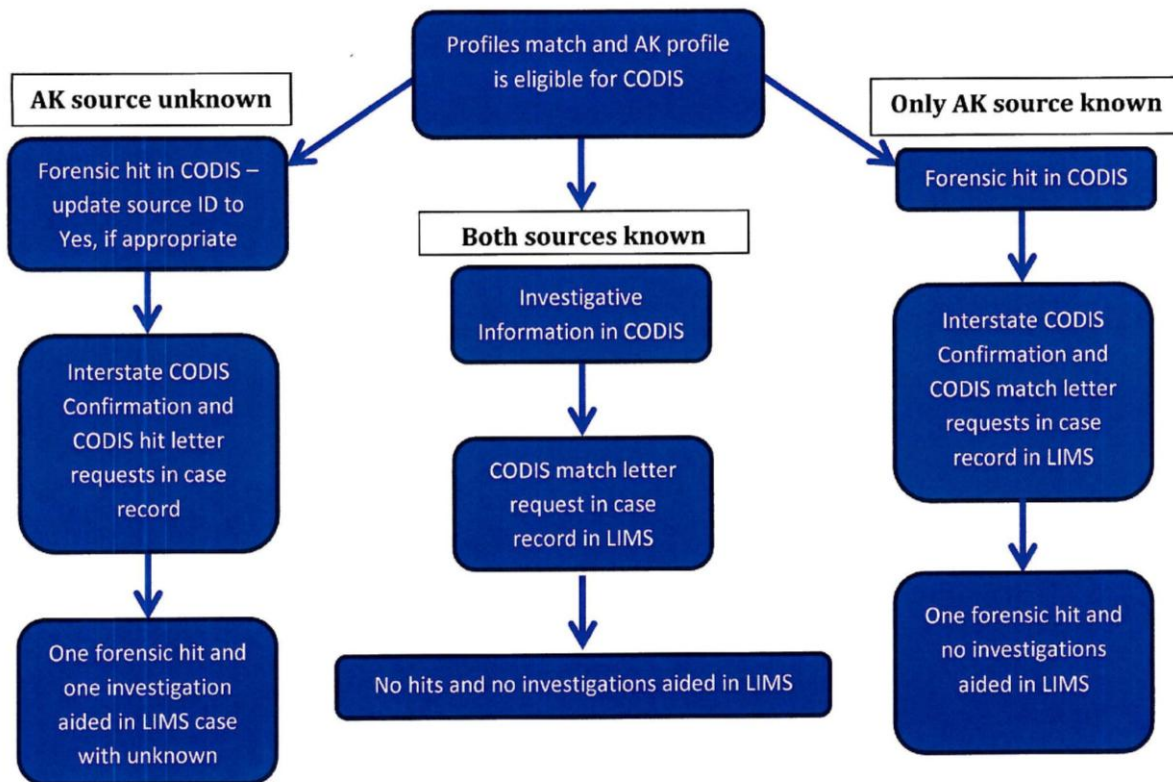 Profiles match and AK profile
is eligible for CODIS
AK source unknown
Forensic hit in CODIS –
update source ID to
Yes, if appropriate
Interstate CODIS
Confirmation and
CODIS hit letter
requests in case
record
One forensic hit and
one investigation
aided in LIMS case
with unknown
Both sources known
Investigative
Information in CODIS
CODIS match letter
request in case
record in LIMS
No hits and no investigations aided in LIMS
Only AK source known
Forensic hit in CODIS
Interstate CODIS
Confirmation and
CODIS match letter
requests in case
record in LIMS
One forensic hit and
no investigations
aided in LIMS